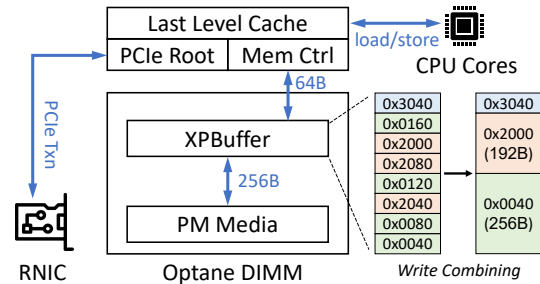 Last Level Cache
PCIe Root
Mem Ctrl
load/store
CPU Cores
64B
PCIe Txn
XPBuffer
256B
PM Media
RNIC
Optane DIMM
0x3040
0x0160
0x2000
0x2080
0x0120
0x2040
0x0080
0x0040
0x3040
0x2000
(192B)
0x0040
(256B)
Write Combining